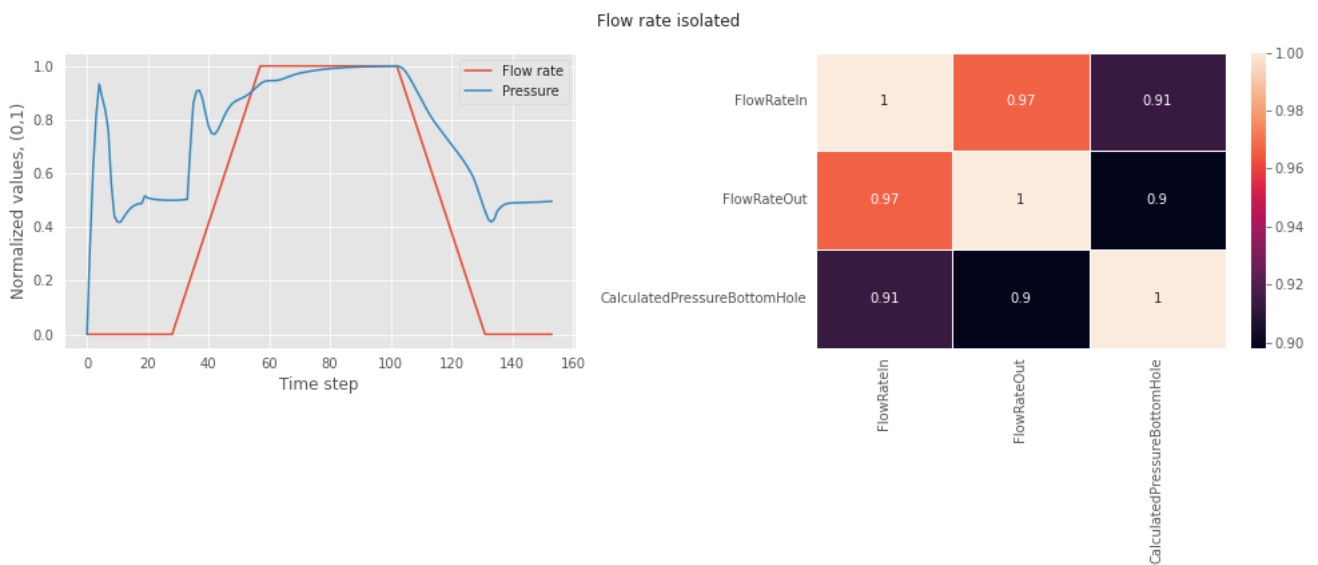 Flow rate isolated
Normalized values, (0,1)
1.0
0.8
0.6
0.4
0.2
0.0
0
20
40
60
80
100
120
140
160
Time step
Flow rate
Pressure
FlowRateIn
1
0.97
0.91
FlowRateOut
0.97
1
0.9
CalculatedPressureBottomHole
0.91
0.9
1
FlowRateIn
FlowRateOut
CalculatedPressureBottomHole
1.00
0.98
0.96
0.94
0.92
0.90